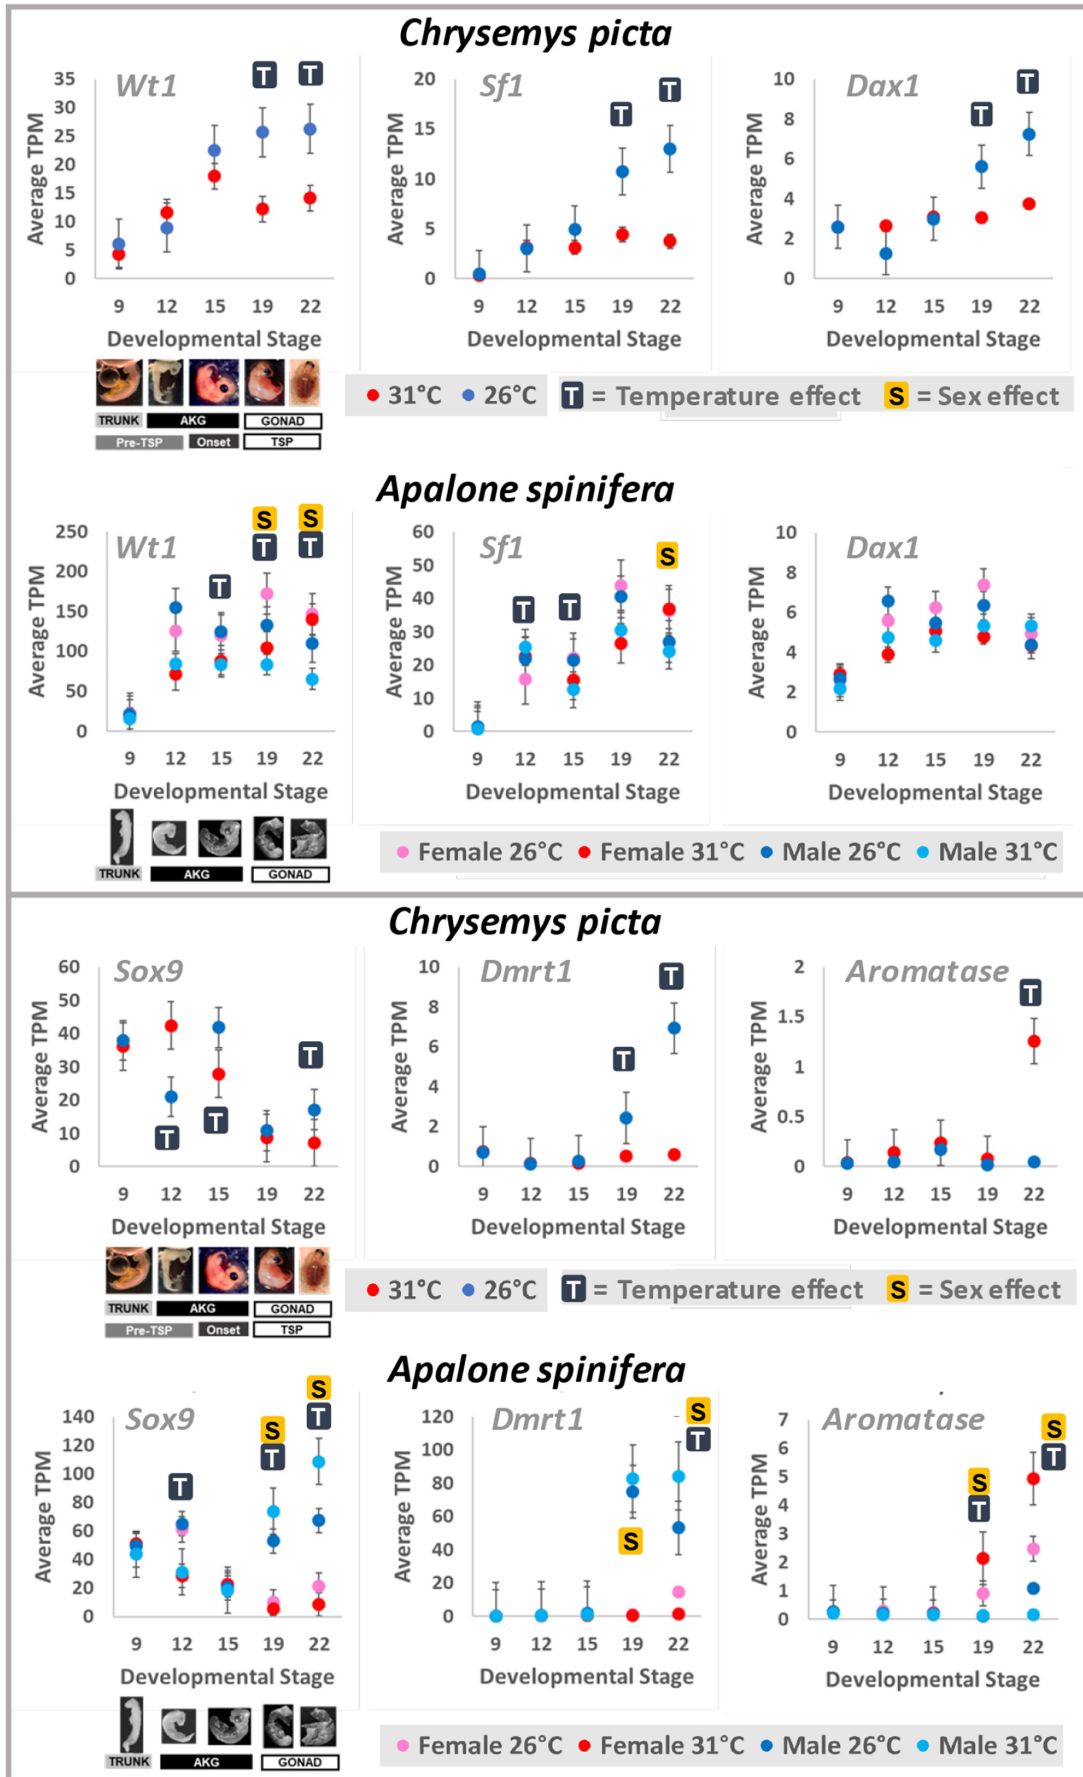 Chrysemys picta
Wt1
Sf1
Dax1
T T
T T
T T
Average TPM
35 30 25 20 15 10 5 0
Average TPM
20 15 10 5 0
Average TPM
10 8 6 4 2 0
9 12 15 19 22
9 12 15 19 22
9 12 15 19 22
Developmental Stage
Developmental Stage
Developmental Stage
TRUNK AKG GONAD
Pre-TSP Onset TSP
31°C 26°C
T = Temperature effect S = Sex effect
Apalone spinifera
Wt1
Sf1
Dax1
S S
T T T
S
T T
Average TPM
250 200 150 100 50 0
Average TPM
60 50 40 30 20 10 0
Average TPM
10 8 6 4 2 0
9 12 15 19 22
9 12 15 19 22
9 12 15 19 22
Developmental Stage
Developmental Stage
Developmental Stage
TRUNK AKG GONAD
Female 26°C Female 31°C Male 26°C Male 31°C
Chrysemys picta
Sox9
Dmrt1
Aromatase
T T T
T T
T
Average TPM
60 50 40 30 20 10 0
Average TPM
10 8 6 4 2 0
Average TPM
2 1.5 1 0.5 0
9 12 15 19 22
9 12 15 19 22
9 12 15 19 22
Developmental Stage
Developmental Stage
Developmental Stage
TRUNK AKG GONAD
Pre-TSP Onset TSP
31°C 26°C
T = Temperature effect S = Sex effect
Apalone spinifera
Sox9
Dmrt1
Aromatase
S S
T T T
S S
T
S S
T T
Average TPM
140 120 100 80 60 40 20 0
Average TPM
120 100 80 60 40 20 0
Average TPM
7 6 5 4 3 2 1 0
9 12 15 19 22
9 12 15 19 22
9 12 15 19 22
Developmental Stage
Developmental Stage
Developmental Stage
TRUNK AKG GONAD
Female 26°C Female 31°C Male 26°C Male 31°C